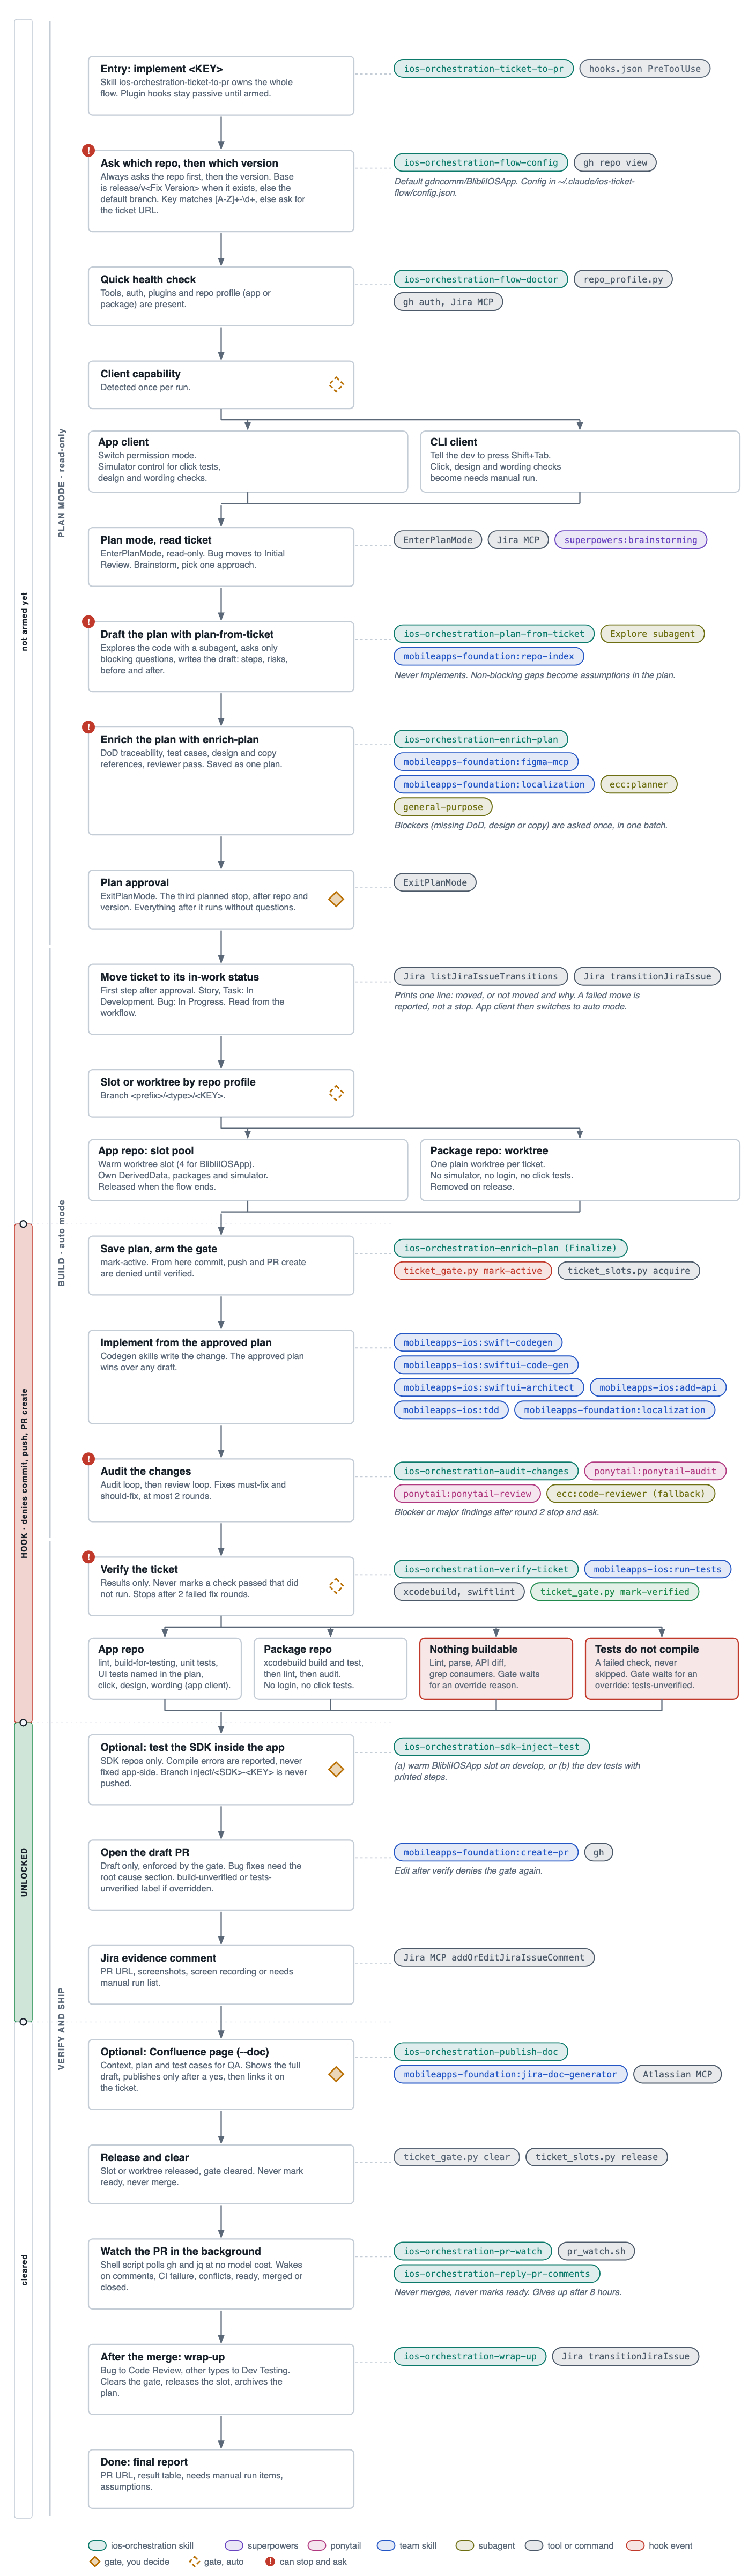 Entry: implement <KEY>
Skill ios-orchestration-ticket-to-pr owns the whole
flow. Plugin hooks stay passive until armed.
ios-orchestration-ticket-to-pr
hooks.json PreToolUse
!
Ask which repo, then which version
Always asks the repo first, then the version. Base
is release/v<Fix Version> when it exists, else the
default branch. Key matches [A-Z]+-\d+, else ask for
the ticket URL.
ios-orchestration-flow-config
gh repo view
Default gdncomm/BlibliIOSApp. Config in ~/.claude/ios-ticket-
flow/config.json.
Quick health check
Tools, auth, plugins and repo profile (app or
package) are present.
ios-orchestration-flow-doctor
repo_profile.py
gh auth, Jira MCP
Client capability
Detected once per run.
App client
Switch permission mode.
Simulator control for click tests,
design and wording checks.
CLI client
Tell the dev to press Shift+Tab.
Click, design and wording checks
become needs manual run.
PLAN MODE · read-only
not armed yet
Plan mode, read ticket
EnterPlanMode, read-only. Bug moves to Initial
Review. Brainstorm, pick one approach.
EnterPlanMode
Jira MCP
superpowers:brainstorming
!
Draft the plan with plan-from-ticket
Explores the code with a subagent, asks only
blocking questions, writes the draft: steps, risks,
before and after.
ios-orchestration-plan-from-ticket
Explore subagent
mobileapps-foundation:repo-index
Never implements. Non-blocking gaps become assumptions in the plan.
!
Enrich the plan with enrich-plan
DoD traceability, test cases, design and copy
references, reviewer pass. Saved as one plan.
ios-orchestration-enrich-plan
mobileapps-foundation:figma-mcp
mobileapps-foundation:localization
ecc:planner
general-purpose
Blockers (missing DoD, design or copy) are asked once, in one batch.
Plan approval
ExitPlanMode. The third planned stop, after repo and
version. Everything after it runs without questions.
ExitPlanMode
Move ticket to its in-work status
First step after approval. Story, Task: In
Development. Bug: In Progress. Read from the
workflow.
Jira listJiraIssueTransitions
Jira transitionJiraIssue
Prints one line: moved, or not moved and why. A failed move is
reported, not a stop. App client then switches to auto mode.
Slot or worktree by repo profile
Branch <prefix>/<type>/<KEY>.
App repo: slot pool
Warm worktree slot (4 for BlibliIOSApp).
Own DerivedData, packages and simulator.
Released when the flow ends.
Package repo: worktree
One plain worktree per ticket.
No simulator, no login, no click tests.
Removed on release.
BUILD · auto mode
Save plan, arm the gate
mark-active. From here commit, push and PR create
are denied until verified.
ios-orchestration-enrich-plan (Finalize)
ticket_gate.py mark-active
ticket_slots.py acquire
Implement from the approved plan
Codegen skills write the change. The approved plan
wins over any draft.
mobileapps-ios:swift-codegen
mobileapps-ios:swiftui-code-gen
mobileapps-ios:swiftui-architect
mobileapps-ios:add-api
mobileapps-ios:tdd
mobileapps-foundation:localization
HOOK · denies commit, push, PR create
!
Audit the changes
Audit loop, then review loop. Fixes must-fix and
should-fix, at most 2 rounds.
ios-orchestration-audit-changes
ponytail:ponytail-audit
ponytail:ponytail-review
ecc:code-reviewer (fallback)
Blocker or major findings after round 2 stop and ask.
!
Verify the ticket
Results only. Never marks a check passed that did
not run. Stops after 2 failed fix rounds.
ios-orchestration-verify-ticket
mobileapps-ios:run-tests
xcodebuild, swiftlint
ticket_gate.py mark-verified
App repo
lint, build-for-testing, unit tests,
UI tests named in the plan,
click, design, wording (app client).
Package repo
xcodebuild build and test,
then lint, then audit.
No login, no click tests.
Nothing buildable
Lint, parse, API diff,
grep consumers. Gate waits
for an override reason.
Tests do not compile
A failed check, never
skipped. Gate waits for an
override: tests-unverified.
Optional: test the SDK inside the app
SDK repos only. Compile errors are reported, never
fixed app-side. Branch inject/<SDK>-<KEY> is never
pushed.
ios-orchestration-sdk-inject-test
(a) warm BlibliIOSApp slot on develop, or (b) the dev tests with
printed steps.
UNLOCKED
Open the draft PR
Draft only, enforced by the gate. Bug fixes need the
root cause section. build-unverified or tests-
unverified label if overridden.
mobileapps-foundation:create-pr
gh
Edit after verify denies the gate again.
Jira evidence comment
PR URL, screenshots, screen recording or needs
manual run list.
Jira MCP addOrEditJiraIssueComment
VERIFY AND SHIP
Optional: Confluence page (--doc)
Context, plan and test cases for QA. Shows the full
draft, publishes only after a yes, then links it on
the ticket.
ios-orchestration-publish-doc
mobileapps-foundation:jira-doc-generator
Atlassian MCP
Release and clear
Slot or worktree released, gate cleared. Never mark
ready, never merge.
ticket_gate.py clear
ticket_slots.py release
cleared
Watch the PR in the background
Shell script polls gh and jq at no model cost. Wakes
on comments, CI failure, conflicts, ready, merged or
closed.
ios-orchestration-pr-watch
pr_watch.sh
ios-orchestration-reply-pr-comments
Never merges, never marks ready. Gives up after 8 hours.
After the merge: wrap-up
Bug to Code Review, other types to Dev Testing.
Clears the gate, releases the slot, archives the
plan.
ios-orchestration-wrap-up
Jira transitionJiraIssue
Done: final report
PR URL, result table, needs manual run items,
assumptions.
ios-orchestration skill
superpowers
ponytail
team skill
subagent
tool or command
hook event
gate, you decide
gate, auto
! can stop and ask